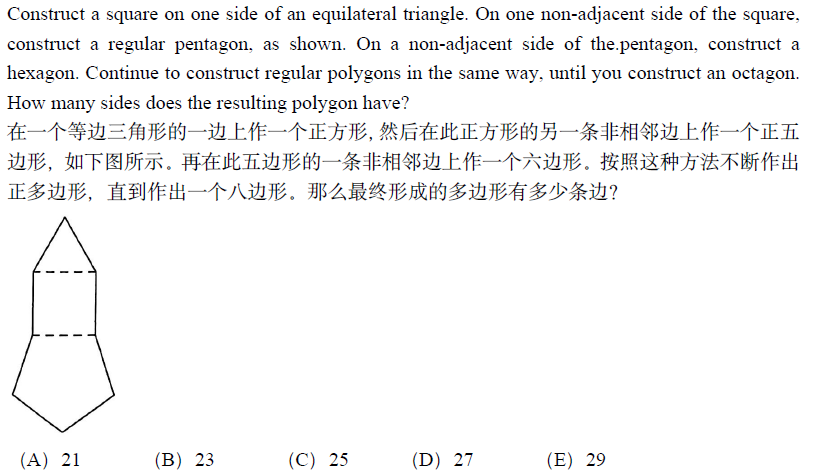 Construct a square on one side of an equilateral triangle. On one non-adjacent side of the square,
construct a regular pentagon, as shown. On a non-adjacent side of the.pentagon, construct a
hexagon. Continue to construct regular polygons in the same way, until you construct an octagon.
How many sides does the resulting polygon have?
在一个等边三角形的一边上作一个正方形, 然后在此正方形的另一条非相邻边上作一个正五
边形，如下图所示。再在此五边形的一条非相邻边上作一个六边形。按照这种方法不断作出
正多边形，直到作出一个八边形。那么最终形成的多边形有多少条边？
(A) 21 (B) 23 (C) 25 (D) 27 (E) 29